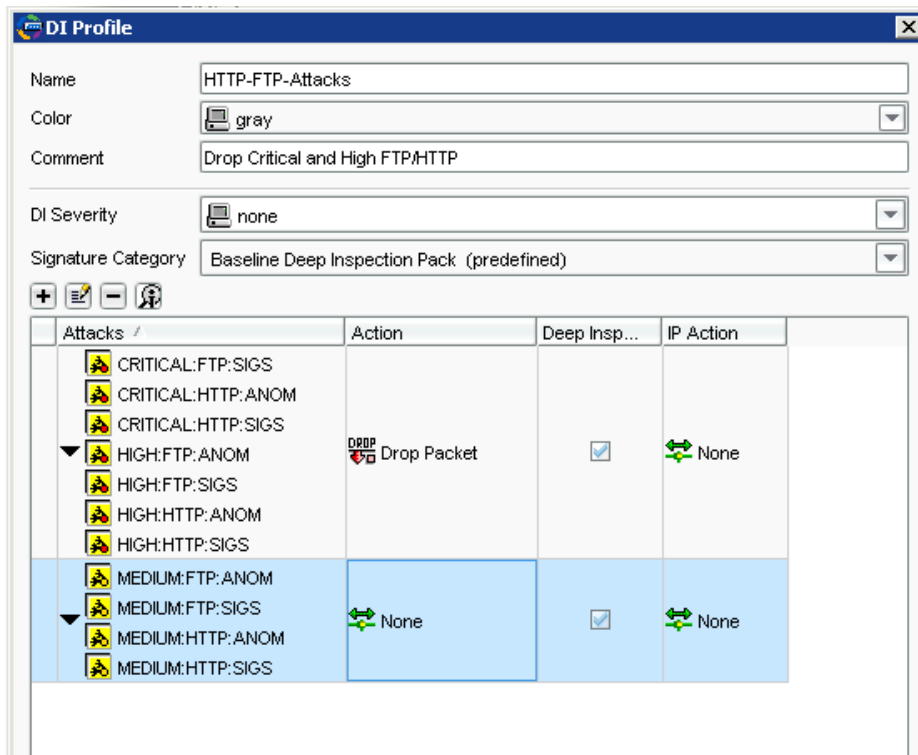 DI Profile
Name HTTP-FTP-Attacks
Color gray
Comment Drop Critical and High FTP/HTTP
DI Severity none
Signature Category Baseline Deep Inspection Pack (predefined)
Attacks Action Deep Insp... IP Action
CRITICAL:FTP:SIGS
CRITICAL:HTTP:ANOM
CRITICAL:HTTP:SIGS
HIGH:FTP:ANOM DROP Drop Packet None
HIGH:FTP:SIGS
HIGH:HTTP:ANOM
HIGH:HTTP:SIGS
MEDIUM:FTP:ANOM
MEDIUM:FTP:SIGS None None
MEDIUM:HTTP:ANOM
MEDIUM:HTTP:SIGS